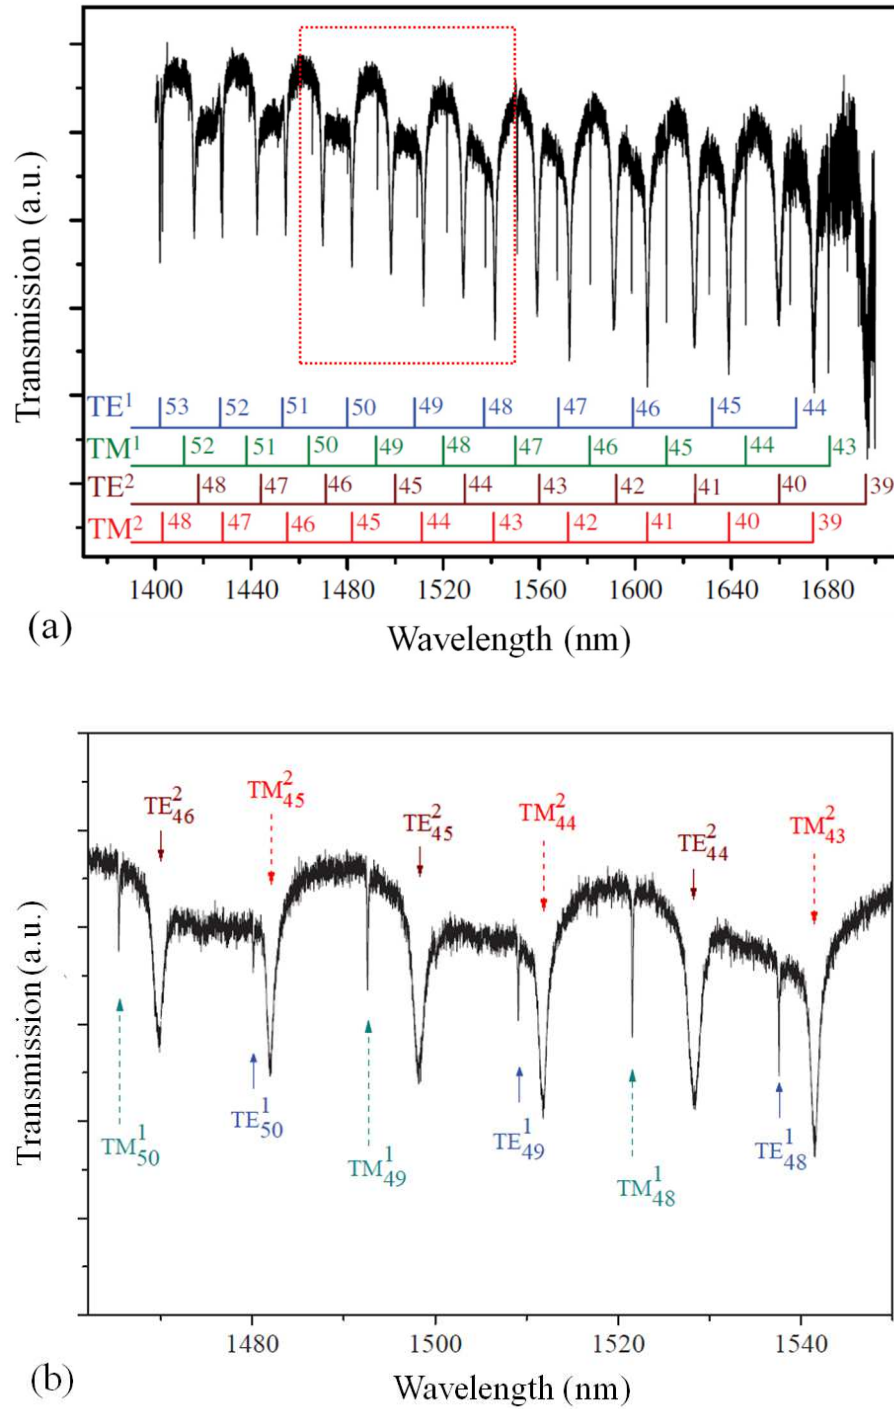 Transmission (a.u.)
TE¹ 53 52 51 50 49 48 47 46 45 44
TM¹ 52 51 50 49 48 47 46 45 44 43
TE² 48 47 46 45 44 43 42 41 40 39
TM² 48 47 46 45 44 43 42 41 40 39
1400 1440 1480 1520 1560 1600 1640 1680
(a) Wavelength (nm)
Transmission (a.u.)
TE²₄₆ TM²₄₅ TE²₄₅ TM²₄₄ TE²₄₄ TM²₄₃
TM¹₅₀ TE¹₅₀ TM¹₄₉ TE¹₄₉ TM¹₄₈ TE¹₄₈
1480 1500 1520 1540
(b) Wavelength (nm)